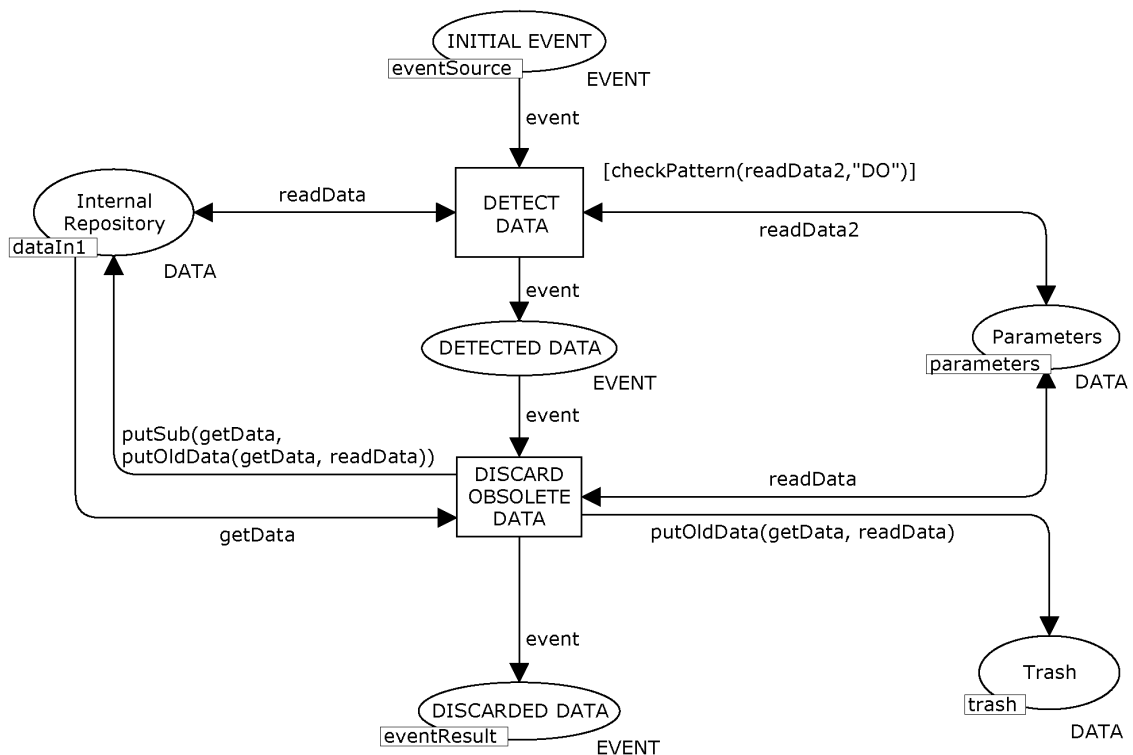 INITIAL EVENT
eventSource
EVENT
event
[checkPattern(readData2,"DO")]
readData
DETECT
DATA
readData2
Internal
Repository
dataIn1
DATA
event
DETECTED DATA
EVENT
Parameters
parameters
DATA
event
putSub(getData,
putOldData(getData, readData))
DISCARD
OBSOLETE
DATA
readData
getData
putOldData(getData, readData)
event
Trash
trash
DATA
DISCARDED DATA
eventResult
EVENT